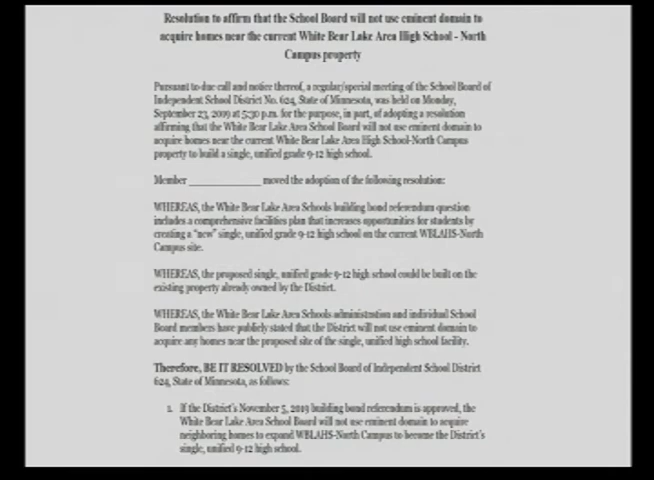 Resolution to affirm that the School Board will not use eminent domain to
acquire homes near the current White Bear Lake Area High School - North
Campus property
Pursuant to due call and notice thereof, a regular/special meeting of the School Board of
Independent School District No. 624, State of Minnesota, was held on Monday,
September 23, 2019 at 5:30 p.m. for the purpose, in part, of adopting a resolution
affirming that the White Bear Lake Area School Board will not use eminent domain to
acquire homes near the current White Bear Lake Area High School-North Campus
property to build a single, unified grade 9-12 high school.
Member ______________ moved the adoption of the following resolution:
WHEREAS, the White Bear Lake Area Schools building bond referendum question
includes a comprehensive facilities plan that increases opportunities for students by
creating a "new" single, unified grade 9-12 high school on the current WBLAHS-North
Campus site.
WHEREAS, the proposed single, unified grade 9-12 high school could be built on the
existing property already owned by the District.
WHEREAS, the White Bear Lake Area Schools administration and individual School
Board members have publicly stated that the District will not use eminent domain to
acquire any homes near the proposed site of the single, unified high school facility.
Therefore, BE IT RESOLVED by the School Board of Independent School District
624, State of Minnesota, as follows:
1. If the District's November 5, 2019 building bond referendum is approved, the
White Bear Lake Area School Board will not use eminent domain to acquire
neighboring homes to expand WBLAHS-North Campus to become the District's
single, unified 9-12 high school.